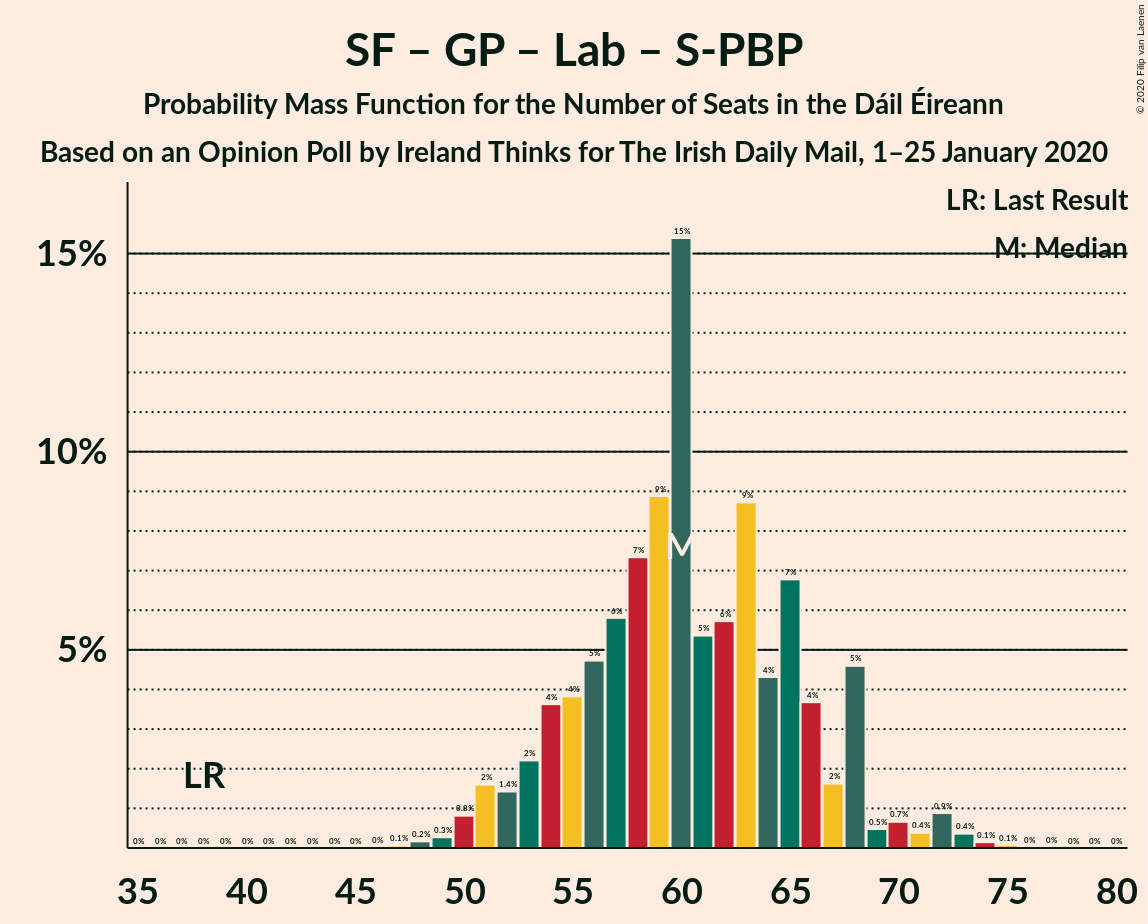 SF – GP – Lab – S-PBP
Probability Mass Function for the Number of Seats in the Dáil Éireann
Based on an Opinion Poll by Ireland Thinks for The Irish Daily Mail, 1–25 January 2020
© 2020 Filip van Laenen
LR: Last Result
M: Median
15%
10%
5%
LR
M
0% 0% 0% 0% 0% 0% 0% 0% 0% 0% 0% 0% 0.1% 0.2% 0.3% 0.8% 2% 1.4% 2% 4% 4% 5% 6% 7% 9% 15% 5% 6% 9% 4% 7% 4% 2% 5% 0.5% 0.7% 0.4% 0.9% 0.4% 0.1% 0.1% 0% 0% 0% 0% 0%
35 40 45 50 55 60 65 70 75 80